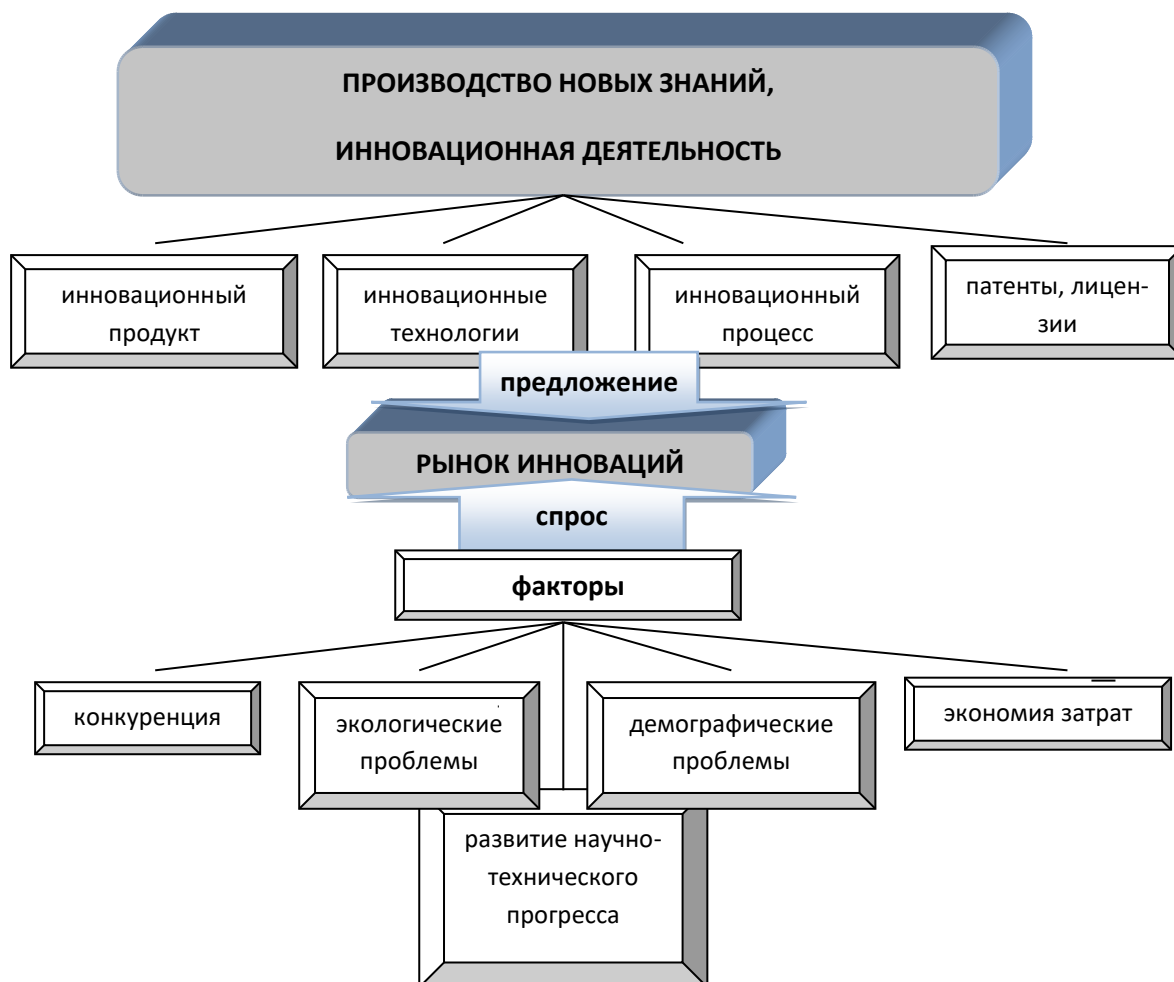 ПРОИЗВОДСТВО НОВЫХ ЗНАНИЙ,
ИННОВАЦИОННАЯ ДЕЯТЕЛЬНОСТЬ
инновационный
продукт
инновационные
технологии
инновационный
процесс
патенты, лицен-
зии
предложение
РЫНОК ИННОВАЦИЙ
спрос
факторы
конкуренция
экологические
проблемы
демографические
проблемы
экономия затрат
развитие научно-
технического
прогресса